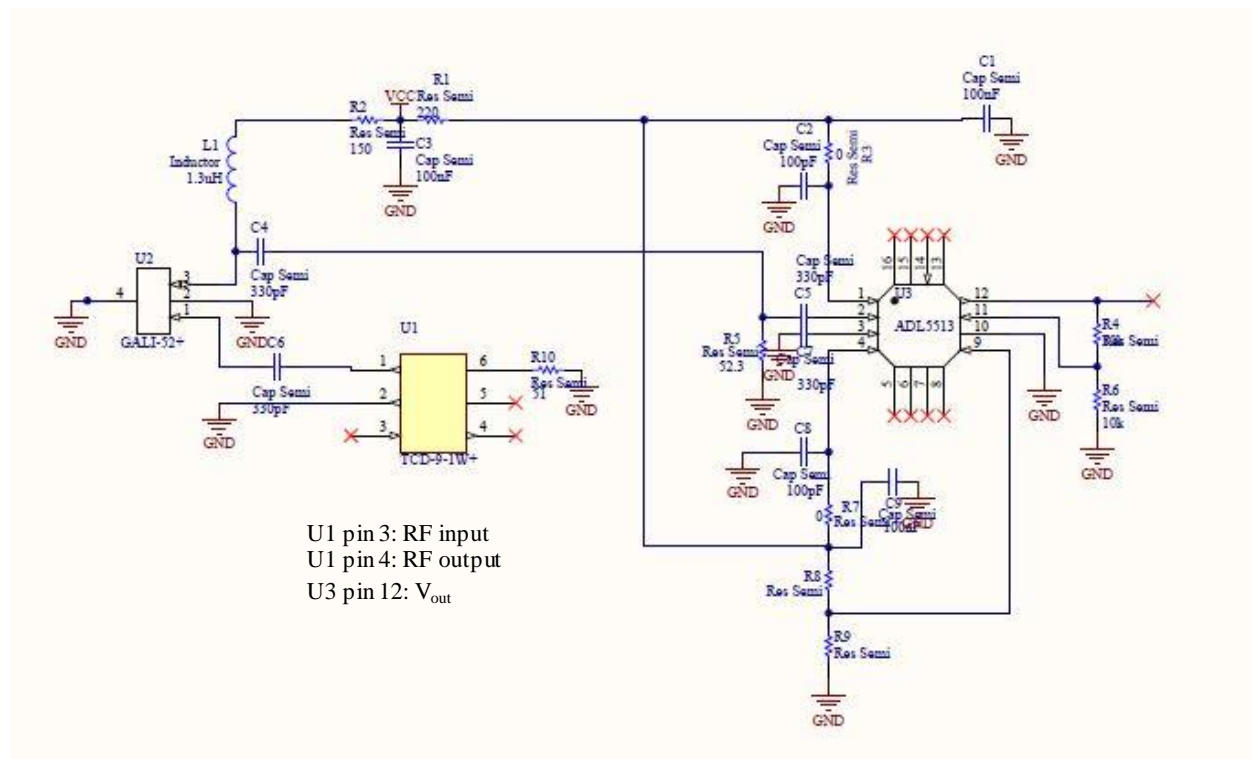 C1
Cap Semi
100nF
GND
R1
Res Semi
220
VCC
R2
Res Semi
150
C3
Cap Semi
100nF
GND
L1
Inductor
1.3uH
C2
Cap Semi
100pF
GND
0
Res Semi
R3
C4
Cap Semi
330pF
U2
4
3
2
1
GND
GALI-52+
GND
C6
Cap Semi
330pF
GND
U1
1
2
3
6
5
4
TCD-9-1W+
R10
Res Semi
51
GND
Cap Semi
330pF
C5
R5
Res Semi
52.3
GND
GND
C7
Cap Semi
330pF
16
15
14
13
1
2
3
4
U3
ADL5513
12
11
10
9
5
6
7
8
GND
R4
Res Semi
R6
Res Semi
10k
GND
C8
Cap Semi
100pF
GND
C9
Cap Semi
100nF
GND
0
R7
Res Semi
R8
Res Semi
R9
Res Semi
GND
U1 pin 3: RF input
U1 pin 4: RF output
U3 pin 12: Vout